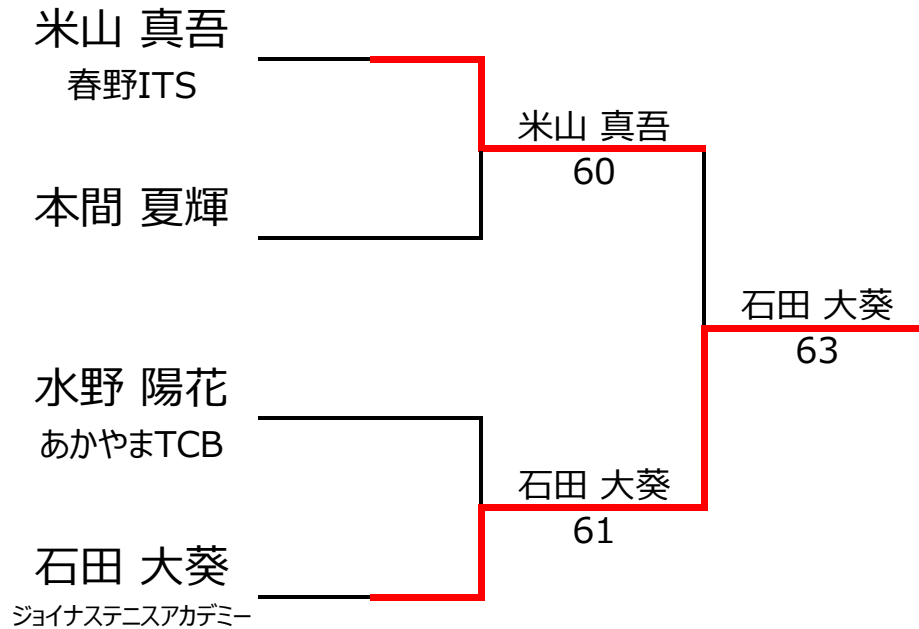 米山 真吾
春野ITS
本間 夏輝
水野 陽花
あかやまTCB
石田 大葵
ジョイナステニスアカデミー
米山 真吾
60
石田 大葵
61
石田 大葵
63